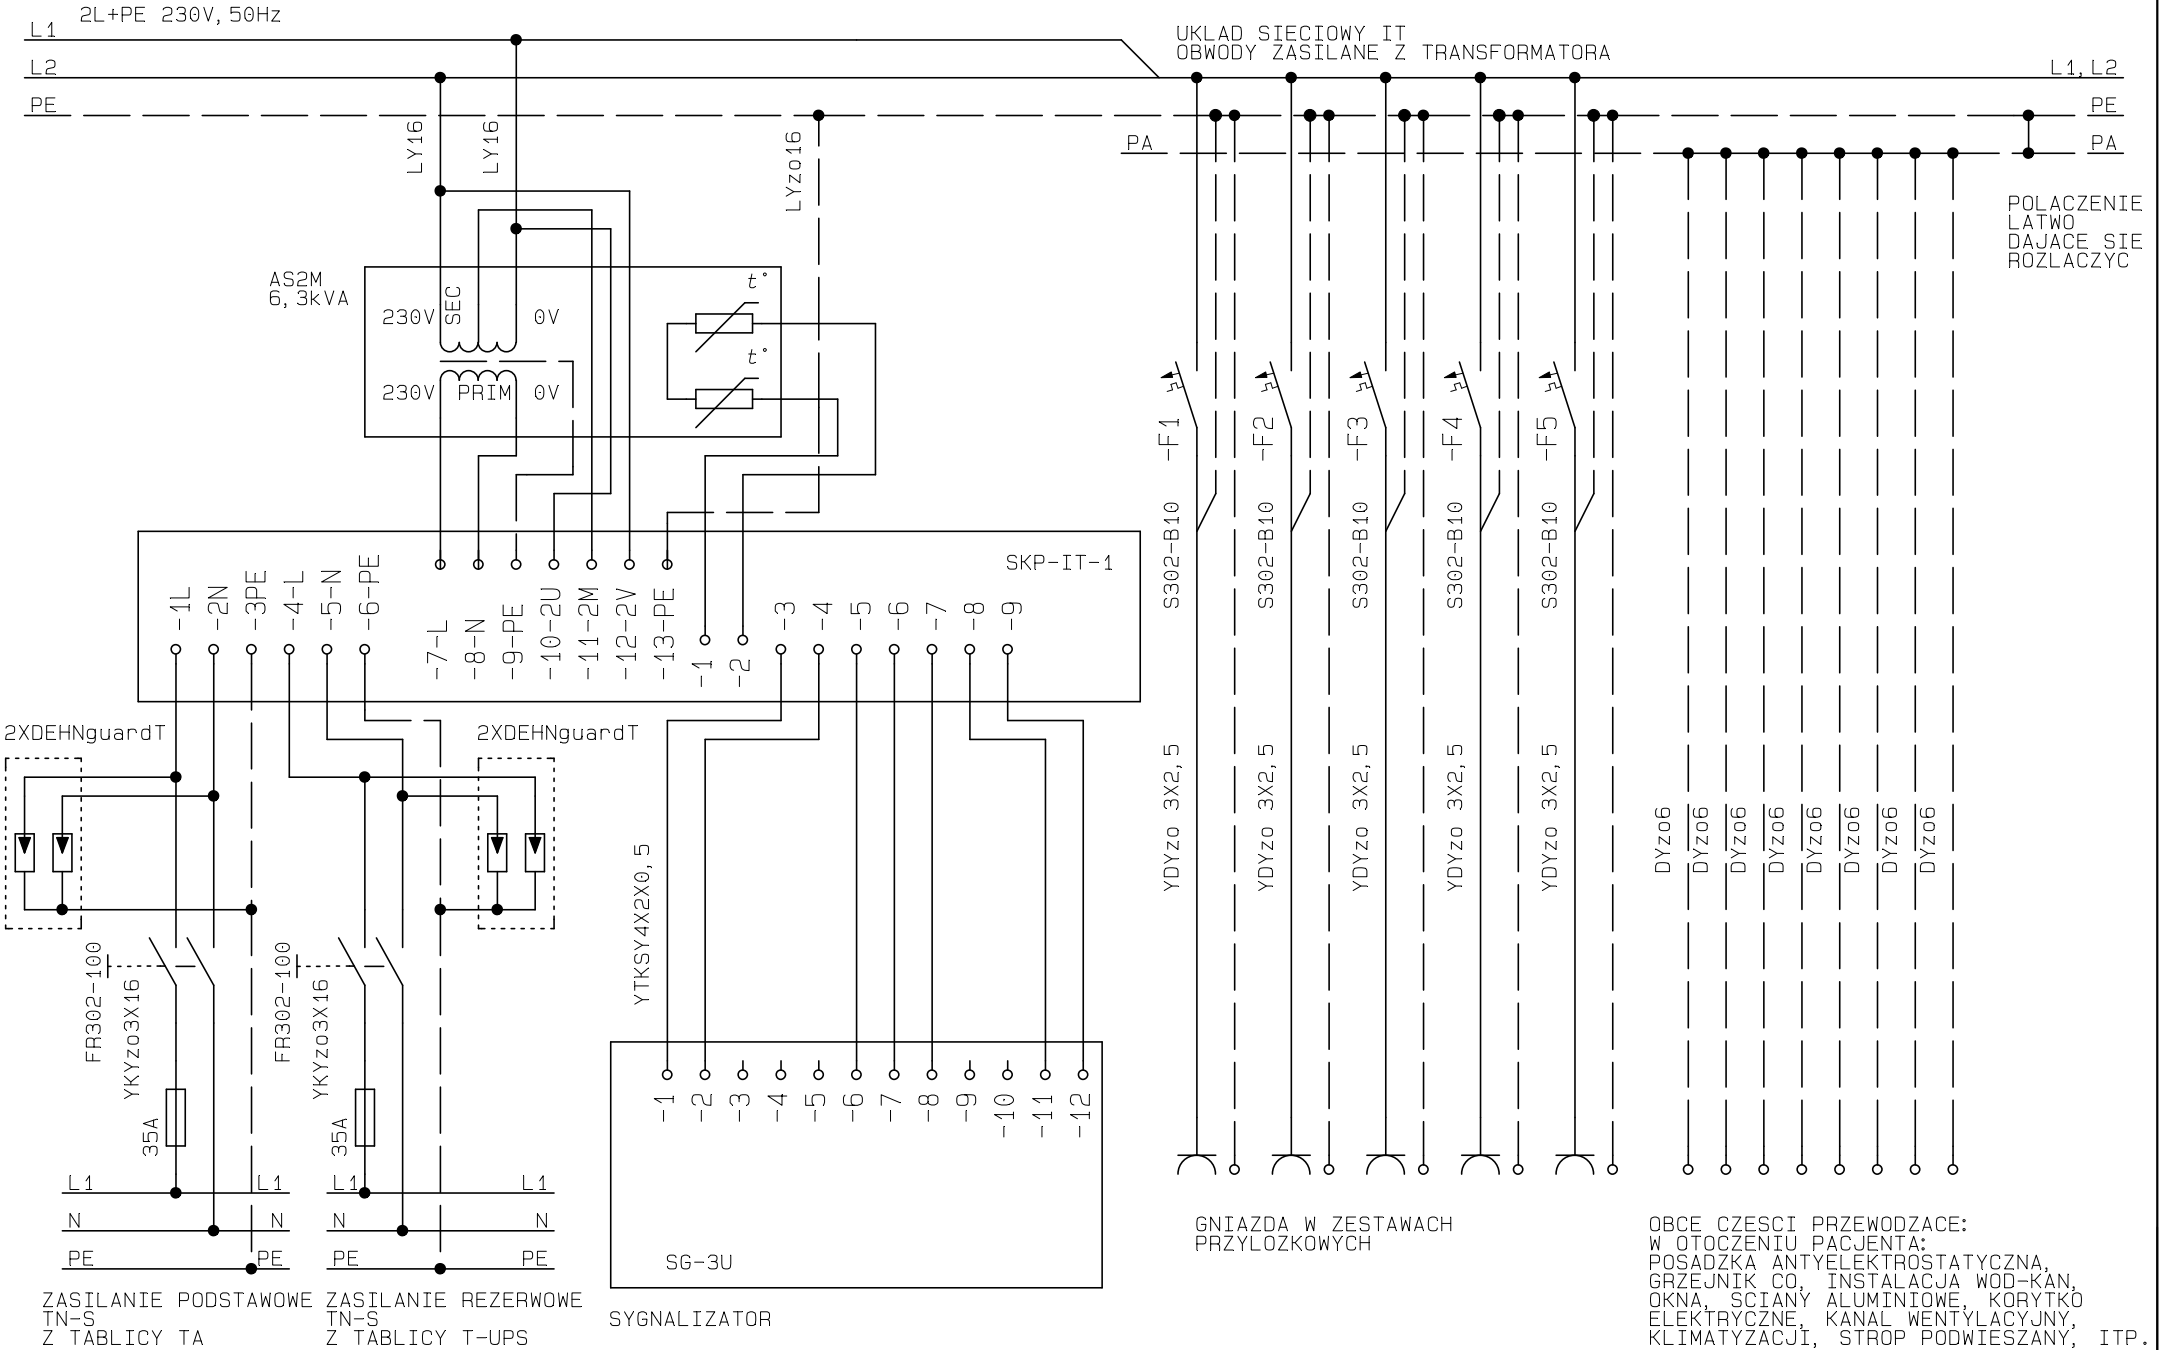 2L+PE 230V, 50Hz
L1
L2
PE
UKLAD SIECIOWY IT
OBWODY ZASILANE Z TRANSFORMATORA
L1, L2
PE
PA
PA
POLACZENIE
LATWO
DAJACE SIE
ROZLACZYC
LY16
LY16
LYzo16
AS2M
6, 3kVA
230V
SEC
0V
230V
PRIM
0V
t°
t°
SKP-IT-1
-1L
-2N
-3PE
-4-L
-5-N
-6-PE
-7-L
-8-N
-9-PE
-10-2U
-11-2M
-12-2V
-13-PE
-1
-2
-3
-4
-5
-6
-7
-8
-9
-F1
-F2
-F3
-F4
-F5
S302-B10
S302-B10
S302-B10
S302-B10
S302-B10
YDYzo 3X2, 5
YDYzo 3X2, 5
YDYzo 3X2, 5
YDYzo 3X2, 5
YDYzo 3X2, 5
DYzo6
DYzo6
DYzo6
DYzo6
DYzo6
DYzo6
DYzo6
DYzo6
2XDEHNguardT
2XDEHNguardT
FR302-100
YKYzo3X16
FR302-100
YKYzo3X16
35A
35A
YTKSY4X2X0, 5
-1
-2
-3
-4
-5
-6
-7
-8
-9
-10
-11
-12
SG-3U
SYGNALIZATOR
L1
L1
L1
L1
N
N
N
N
PE
PE
PE
PE
ZASILANIE PODSTAWOWE
TN-S
Z TABLICY TA
ZASILANIE REZERWOWE
TN-S
Z TABLICY T-UPS
GNIAZDA W ZESTAWACH
PRZYLOZKOWYCH
OBCE CZESCI PRZEWODZACE:
W OTOCZENIU PACJENTA:
POSADZKA ANTYELEKTROSTATYCZNA,
GRZEJNIK CO, INSTALACJA WOD-KAN,
OKNA, SCIANY ALUMINIOWE, KORYTKO
ELEKTRYCZNE, KANAL WENTYLACYJNY,
KLIMATYZACJI, STROP PODWIESZANY, ITP.